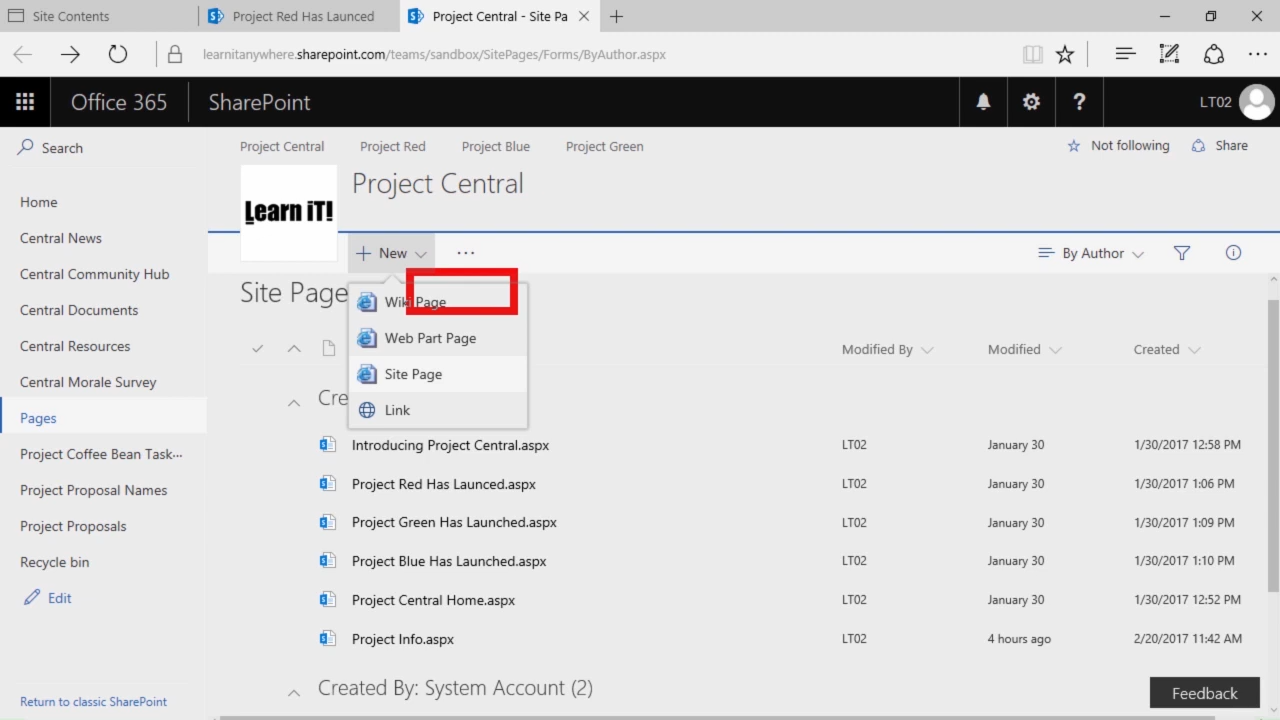 Site Contents
Project Red Has Launced
Project Central - Site Pa
learnitanywhere.sharepoint.com/teams/sandbox/SitePages/Forms/ByAuthor.aspx
Office 365
SharePoint
?
LT02
Search
Project Central
Project Red
Project Blue
Project Green
Not following
Share
Learn iT!
Project Central
Home
Central News
Central Community Hub
Central Documents
Central Resources
Central Morale Survey
Pages
Project Coffee Bean Task...
Project Proposal Names
Project Proposals
Recycle bin
Edit
Return to classic SharePoint
+ New
...
By Author
Site Page
Wiki Page
Web Part Page
Site Page
Link
Modified By
Modified
Created
Cre
Introducing Project Central.aspx LT02 January 30 1/30/2017 12:58 PM
Project Red Has Launced.aspx LT02 January 30 1/30/2017 1:06 PM
Project Green Has Launched.aspx LT02 January 30 1/30/2017 1:09 PM
Project Blue Has Launched.aspx LT02 January 30 1/30/2017 1:10 PM
Project Central Home.aspx LT02 January 30 1/30/2017 12:52 PM
Project Info.aspx LT02 4 hours ago 2/20/2017 11:42 AM
Created By: System Account (2)
Feedback